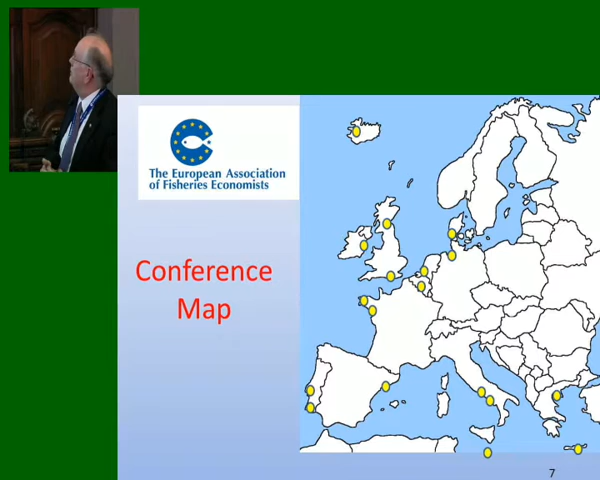 The European Association
of Fisheries Economists
Conference
Map
7